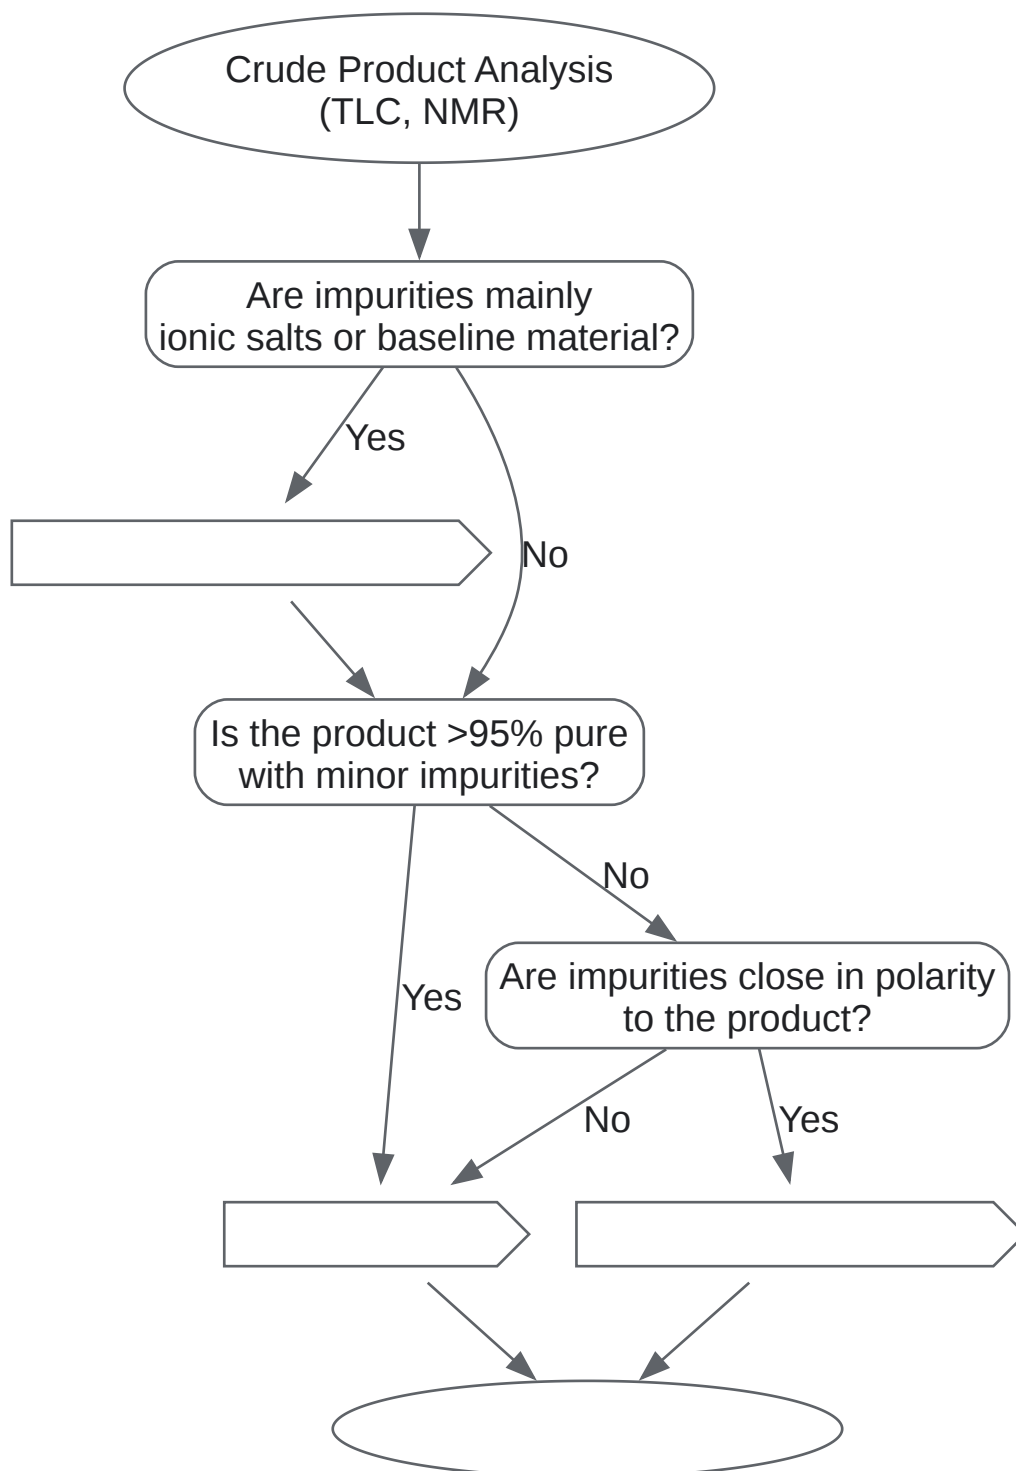 Crude Product Analysis
(TLC, NMR)
Are impurities mainly
ionic salts or baseline material?
Yes
No
Is the product >95% pure
with minor impurities?
No
Are impurities close in polarity
to the product?
Yes
No
Yes